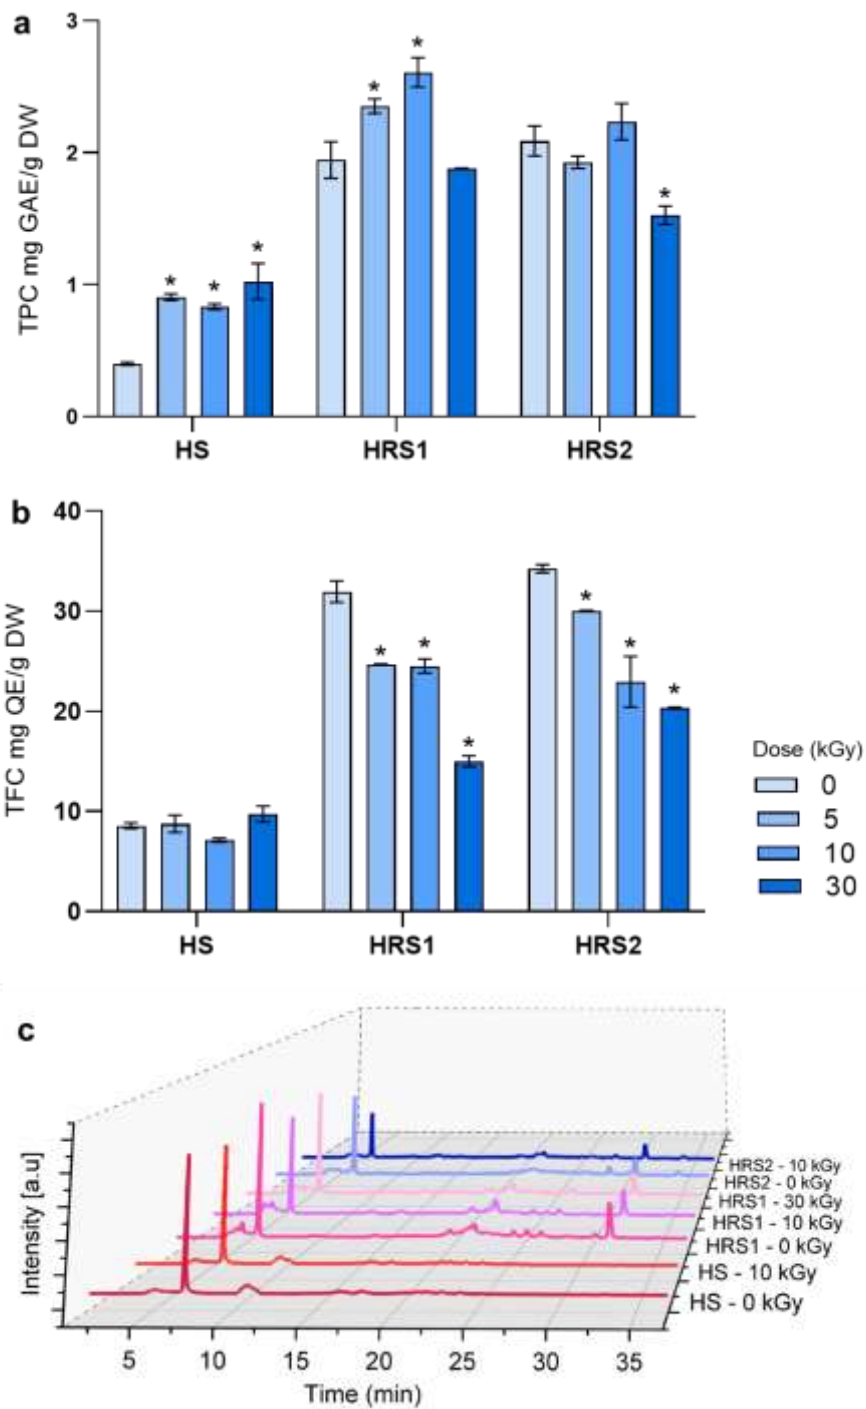 a
TPC mg GAE/g DW
3
2
1
0
*
*
*
*
*
*
HS
HRS1
HRS2
b
TFC mg QE/g DW
40
30
20
10
0
*
*
*
*
*
*
HS
HRS1
HRS2
Dose (kGy)
0
5
10
30
c
Intensity [a.u]
HRS2 - 10 kGy
HRS2 - 0 kGy
HRS1 - 30 kGy
HRS1 - 10 kGy
HRS1 - 0 kGy
HS - 10 kGy
HS - 0 kGy
5 10 15 20 25 30 35
Time (min)